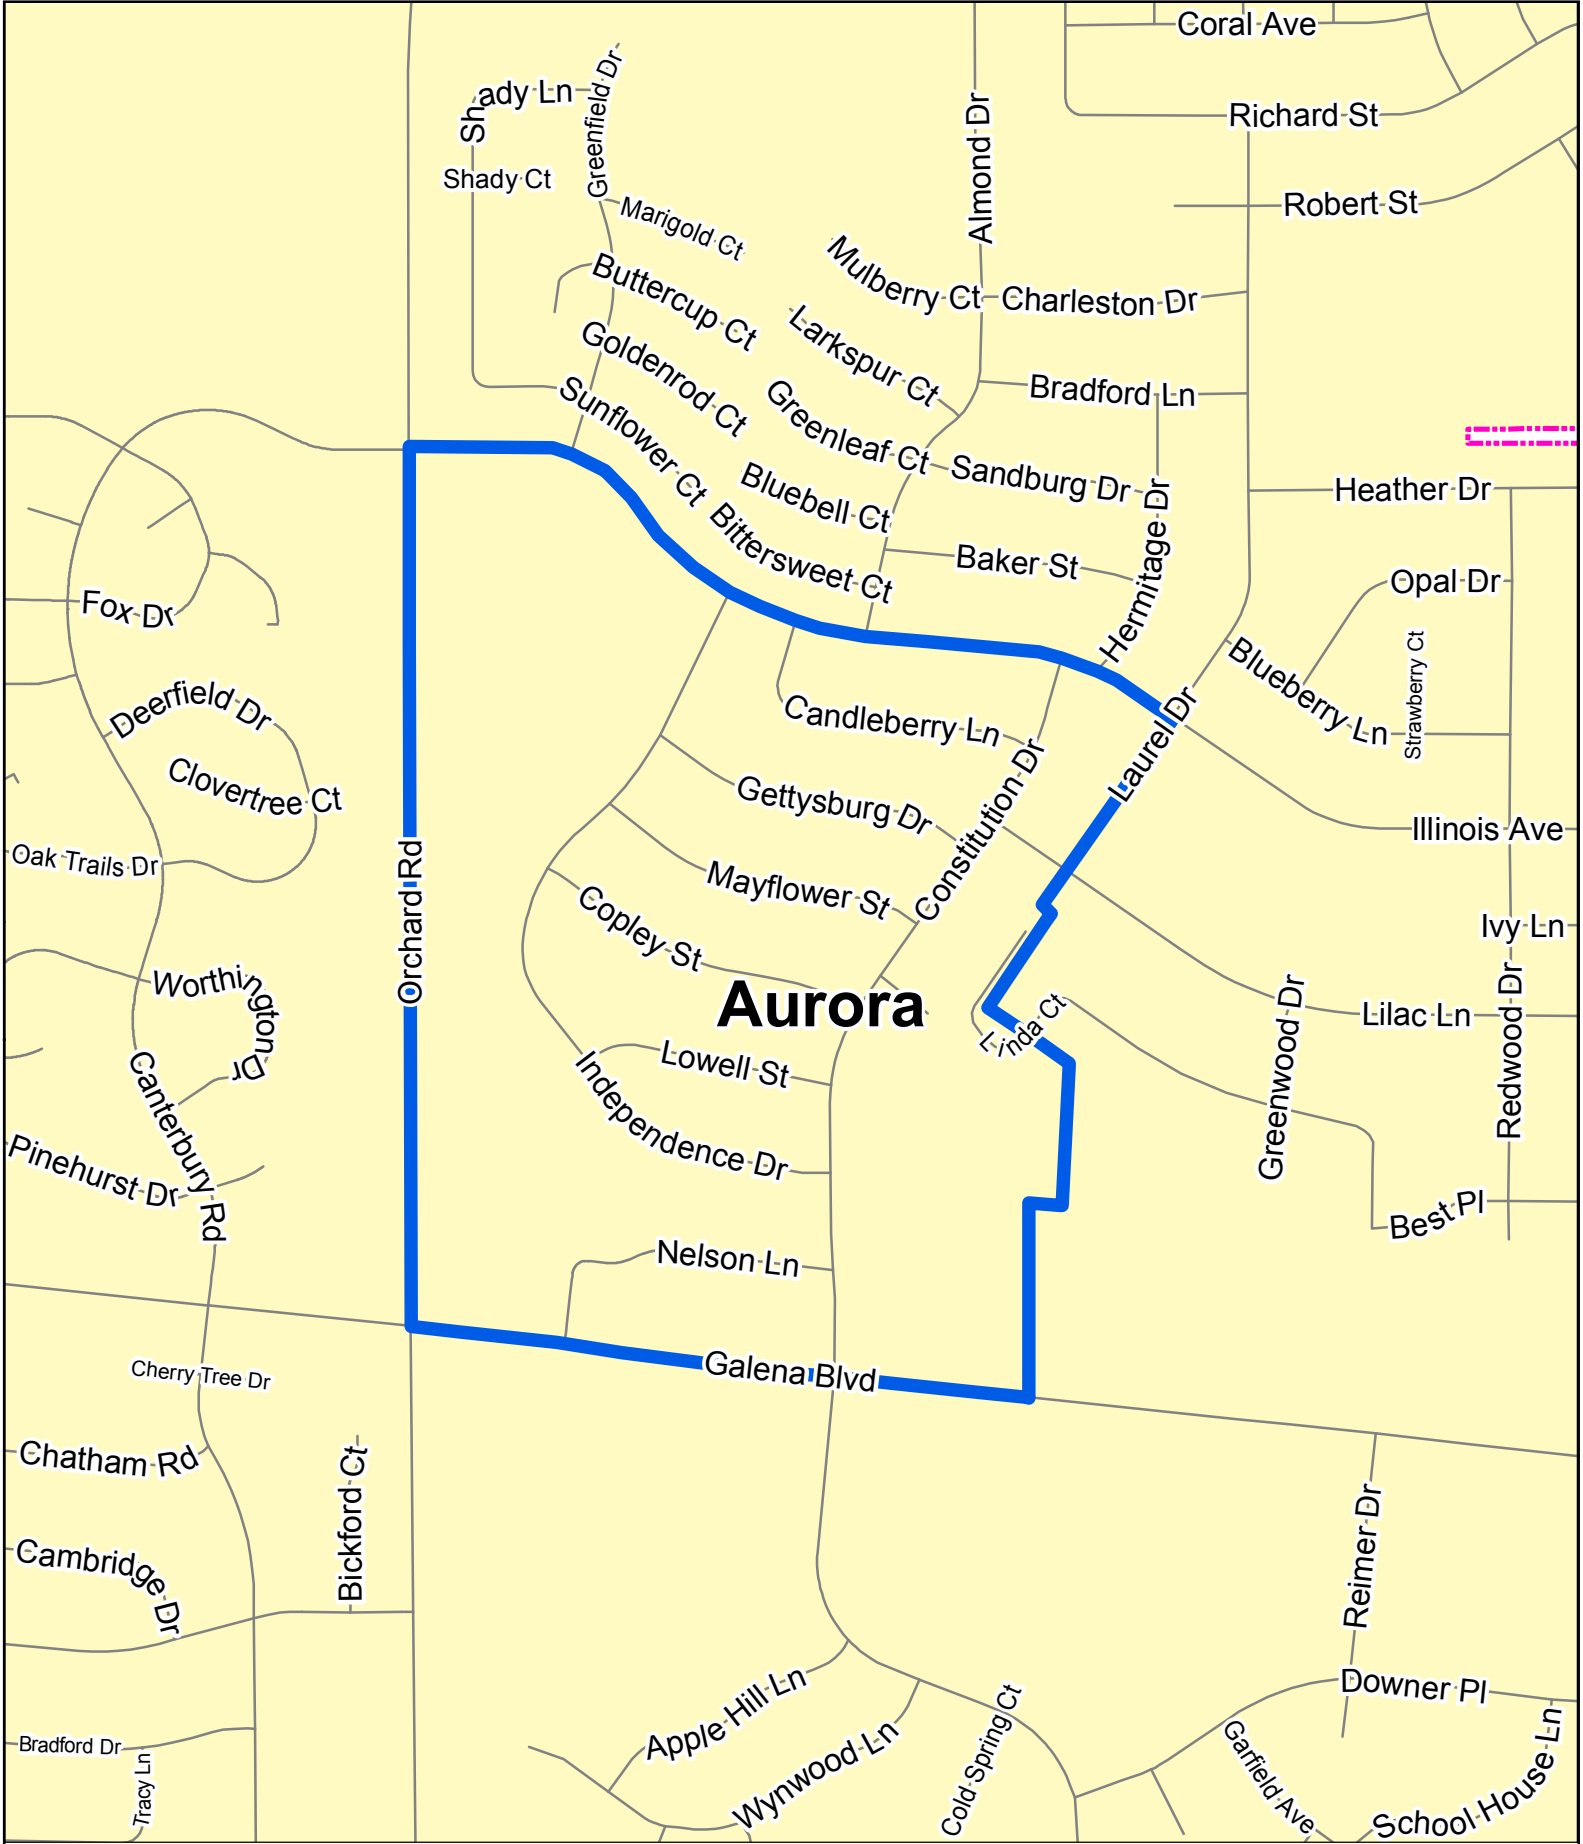 Coral Ave
Shady Ln
Greenfield Dr
Almond Dr
Richard St
Shady Ct
Marigold Ct
Robert St
Buttercup Ct
Mulberry Ct
Charleston Dr
Goldenrod Ct
Larkspur Ct
Bradford Ln
Sunflower Ct
Greenleaf Ct
Sandburg Dr
Heather Dr
Bluebell Ct
Bittersweet Ct
Baker St
Hermitage Dr
Opal Dr
Fox Dr
Blueberry Ln
Strawberry Ct
Deerfield Dr
Candleberry Ln
Laurel Dr
Clovertree Ct
Gettysburg Dr
Constitution Dr
Illinois Ave
Oak Trails Dr
Orchard Rd
Mayflower St
Copley St
Ivy Ln
Worthington Dr
Aurora
Linda Ct
Greenwood Dr
Lilac Ln
Redwood Dr
Canterbury Rd
Lowell St
Independence Dr
Pinehurst Dr
Best Pl
Nelson Ln
Galena Blvd
Cherry Tree Dr
Chatham Rd
Bickford Ct
Reimer Dr
Cambridge Dr
Apple Hill Ln
Downer Pl
Bradford Dr
Tracy Ln
Wynwood Ln
Cold Spring Ct
Garfield Ave
School House Ln